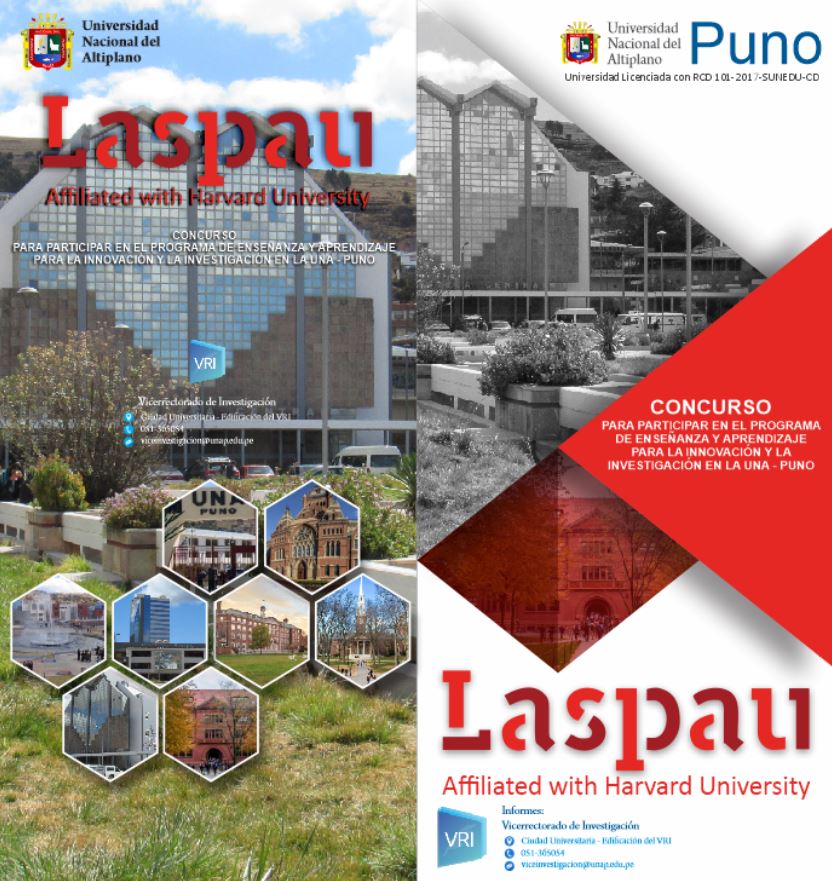 Universidad
Nacional del
Altiplano
Laspau
Affiliated with Harvard University
CONCURSO
PARA PARTICIPAR EN EL PROGRAMA DE ENSEÑANZA Y APRENDIZAJE
PARA LA INNOVACIÓN Y LA INVESTIGACIÓN EN LA UNA - PUNO
VRI
Vicerrectorado de Investigación
Ciudad Universitaria - Edificación del VRI
051-365054
viceinvestigacion@unap.edu.pe
UNA
PUNO
Universidad
Nacional del
Altiplano
Puno
Universidad Licenciada con RCD 101-2017-SUNEDU-CD
CONCURSO
PARA PARTICIPAR EN EL PROGRAMA
DE ENSEÑANZA Y APRENDIZAJE
PARA LA INNOVACIÓN Y LA
INVESTIGACIÓN EN LA UNA - PUNO
Laspau
Affiliated with Harvard University
VRI
Informes:
Vicerrectorado de Investigación
Ciudad Universitaria - Edificación del VRI
051-365054
viceinvestigacion@unap.edu.pe